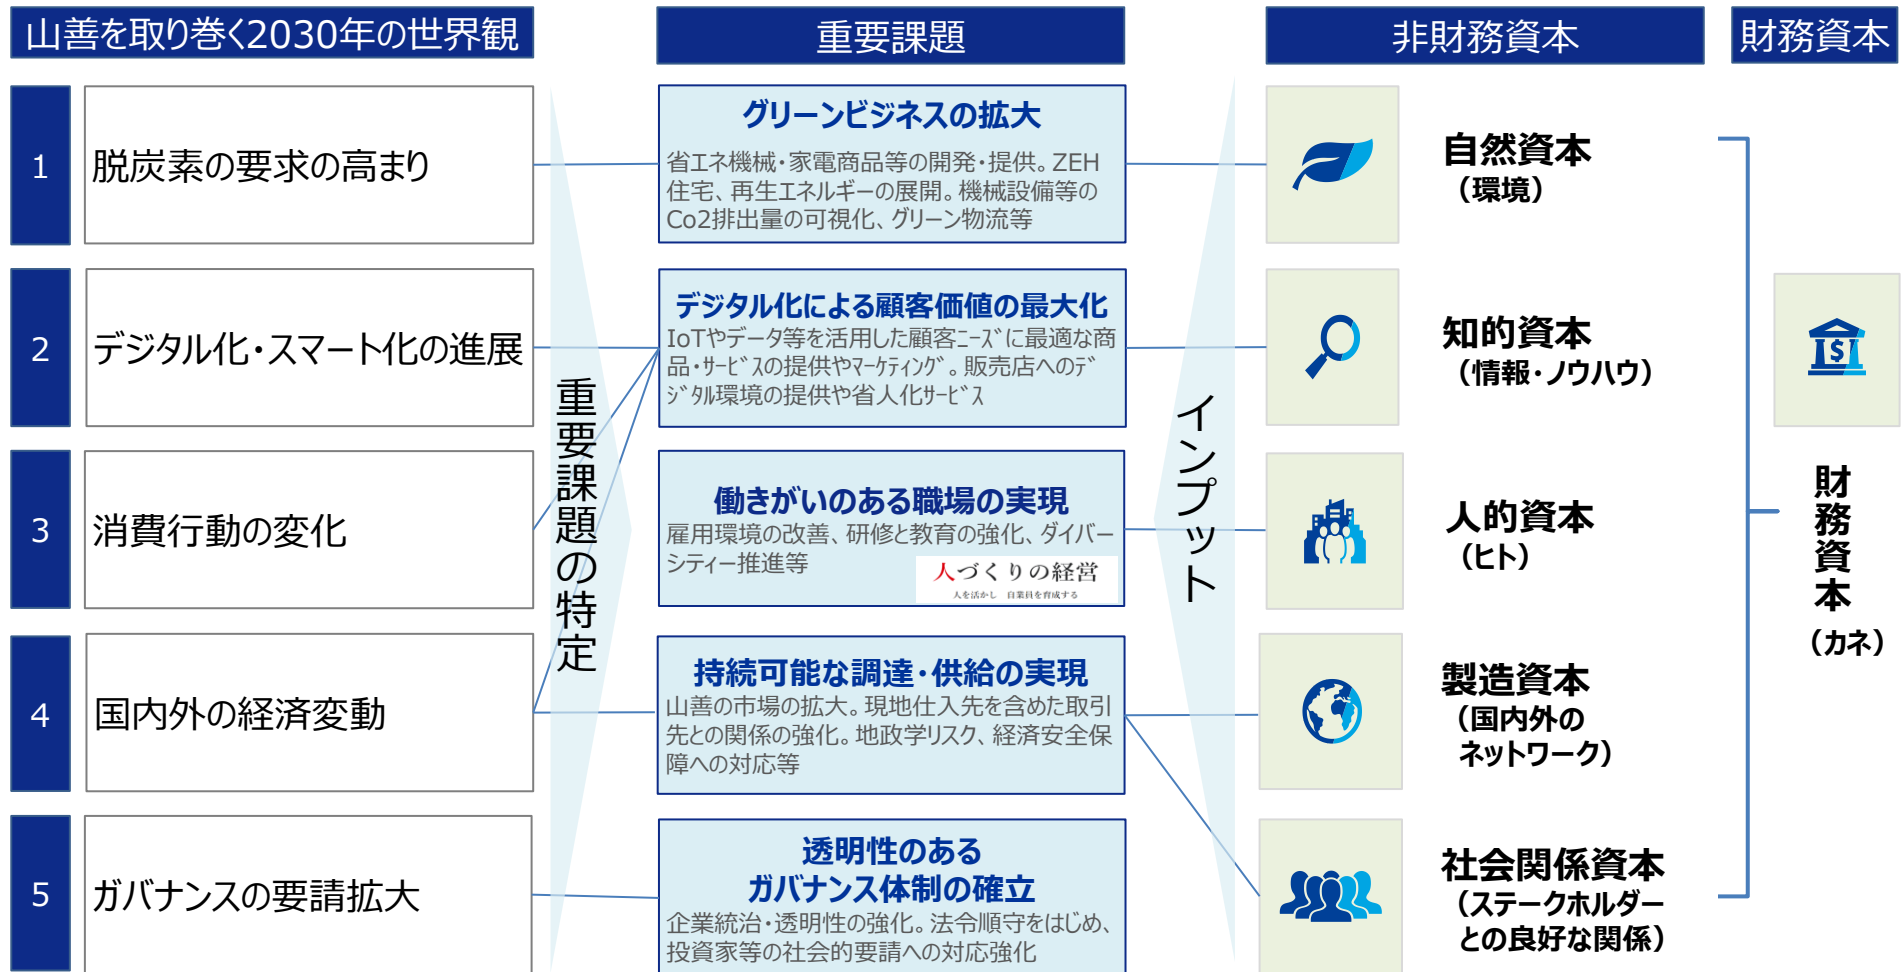 山善を取り巻く2030年の世界観
重要課題
非財務資本
財務資本
1
脱炭素の要求の高まり
グリーンビジネスの拡大
省エネ機械・家電商品等の開発・提供。ZEH
住宅、再生エネルギーの展開。機械設備等の
Co2排出量の可視化、グリーン物流等
自然資本
（環境）
2
デジタル化・スマート化の進展
デジタル化による顧客価値の最大化
IoTやデータ等を活用した顧客ﾆｰｽﾞに最適な商
品・ｻｰﾋﾞｽの提供やﾏｰｹﾃｨﾝｸﾞ。販売店へのﾃﾞ
ｼﾞﾀﾙ環境の提供や省人化ｻｰﾋﾞｽ
知的資本
（情報・ノウハウ）
3
消費行動の変化
働きがいのある職場の実現
雇用環境の改善、研修と教育の強化、ダイバー
シティー推進等
人づくりの経営
人を活かし 自業員を育成する
人的資本
（ヒト）
4
国内外の経済変動
持続可能な調達・供給の実現
山善の市場の拡大。現地仕入先を含めた取引
先との関係の強化。地政学リスク、経済安全保
障への対応等
製造資本
（国内外の
ネットワーク）
5
ガバナンスの要請拡大
透明性のある
ガバナンス体制の確立
企業統治・透明性の強化。法令順守をはじめ、
投資家等の社会的要請への対応強化
社会関係資本
（ステークホルダー
との良好な関係）
重要課題の特定
インプット
$
財務資本
（カネ）